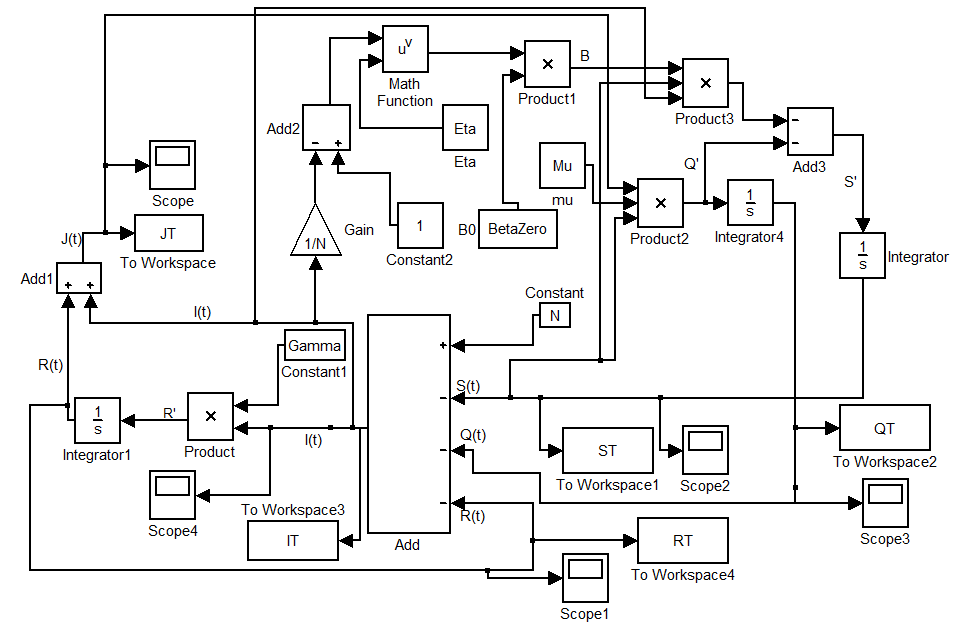 u^v
Math
Function
×
Product1
B
×
Product3
Add2
- +
Eta
Eta
-
-
Add3
Scope
Mu
mu
Q'
S'
×
Product2
1
s
Integrator4
JT
To Workspace
J(t)
1/N
Gain
1
Constant2
B0
BetaZero
1
s
Integrator
Add1
+ +
I(t)
Constant
N
Gamma
Constant1
+
R(t)
S(t)
-
1
s
Integrator1
R'
×
Product
I(t)
Q(t)
-
ST
To Workspace1
Scope2
QT
To Workspace2
Scope4
To Workspace3
IT
-
R(t)
Add
Scope3
RT
To Workspace4
Scope1